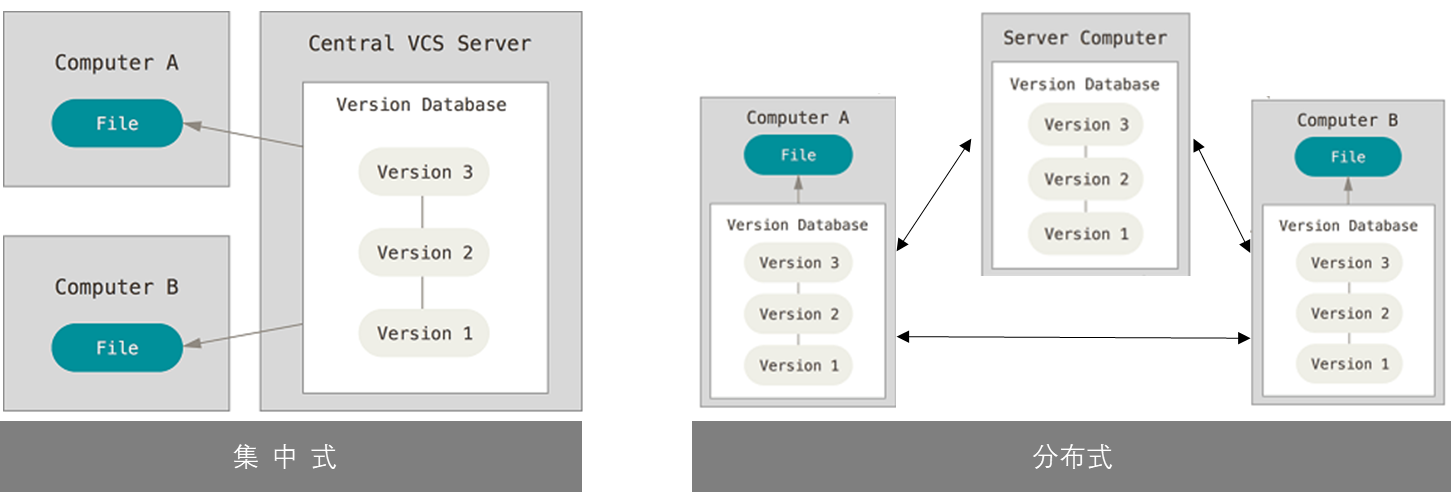 Computer A
File
Computer B
File
Central VCS Server
Version Database
Version 3
Version 2
Version 1
集 中 式
Computer A
File
Version Database
Version 3
Version 2
Version 1
Server Computer
Version Database
Version 3
Version 2
Version 1
Computer B
File
Version Database
Version 3
Version 2
Version 1
分布式